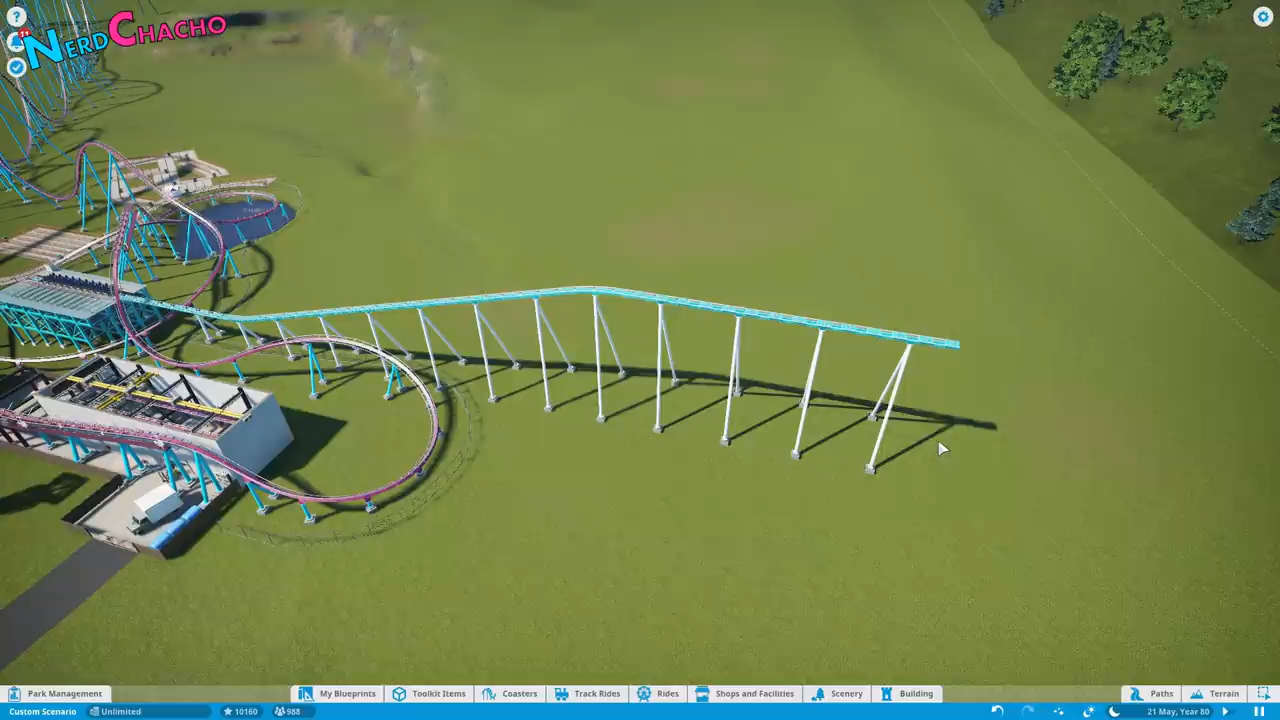 ?
11
NERDCHACHO
Park Management
My Blueprints
Toolkit Items
Coasters
Track Rides
Rides
Shops and Facilities
Scenery
Building
Paths
Terrain
Custom Scenario
Unlimited
10160
988
21 May, Year 80